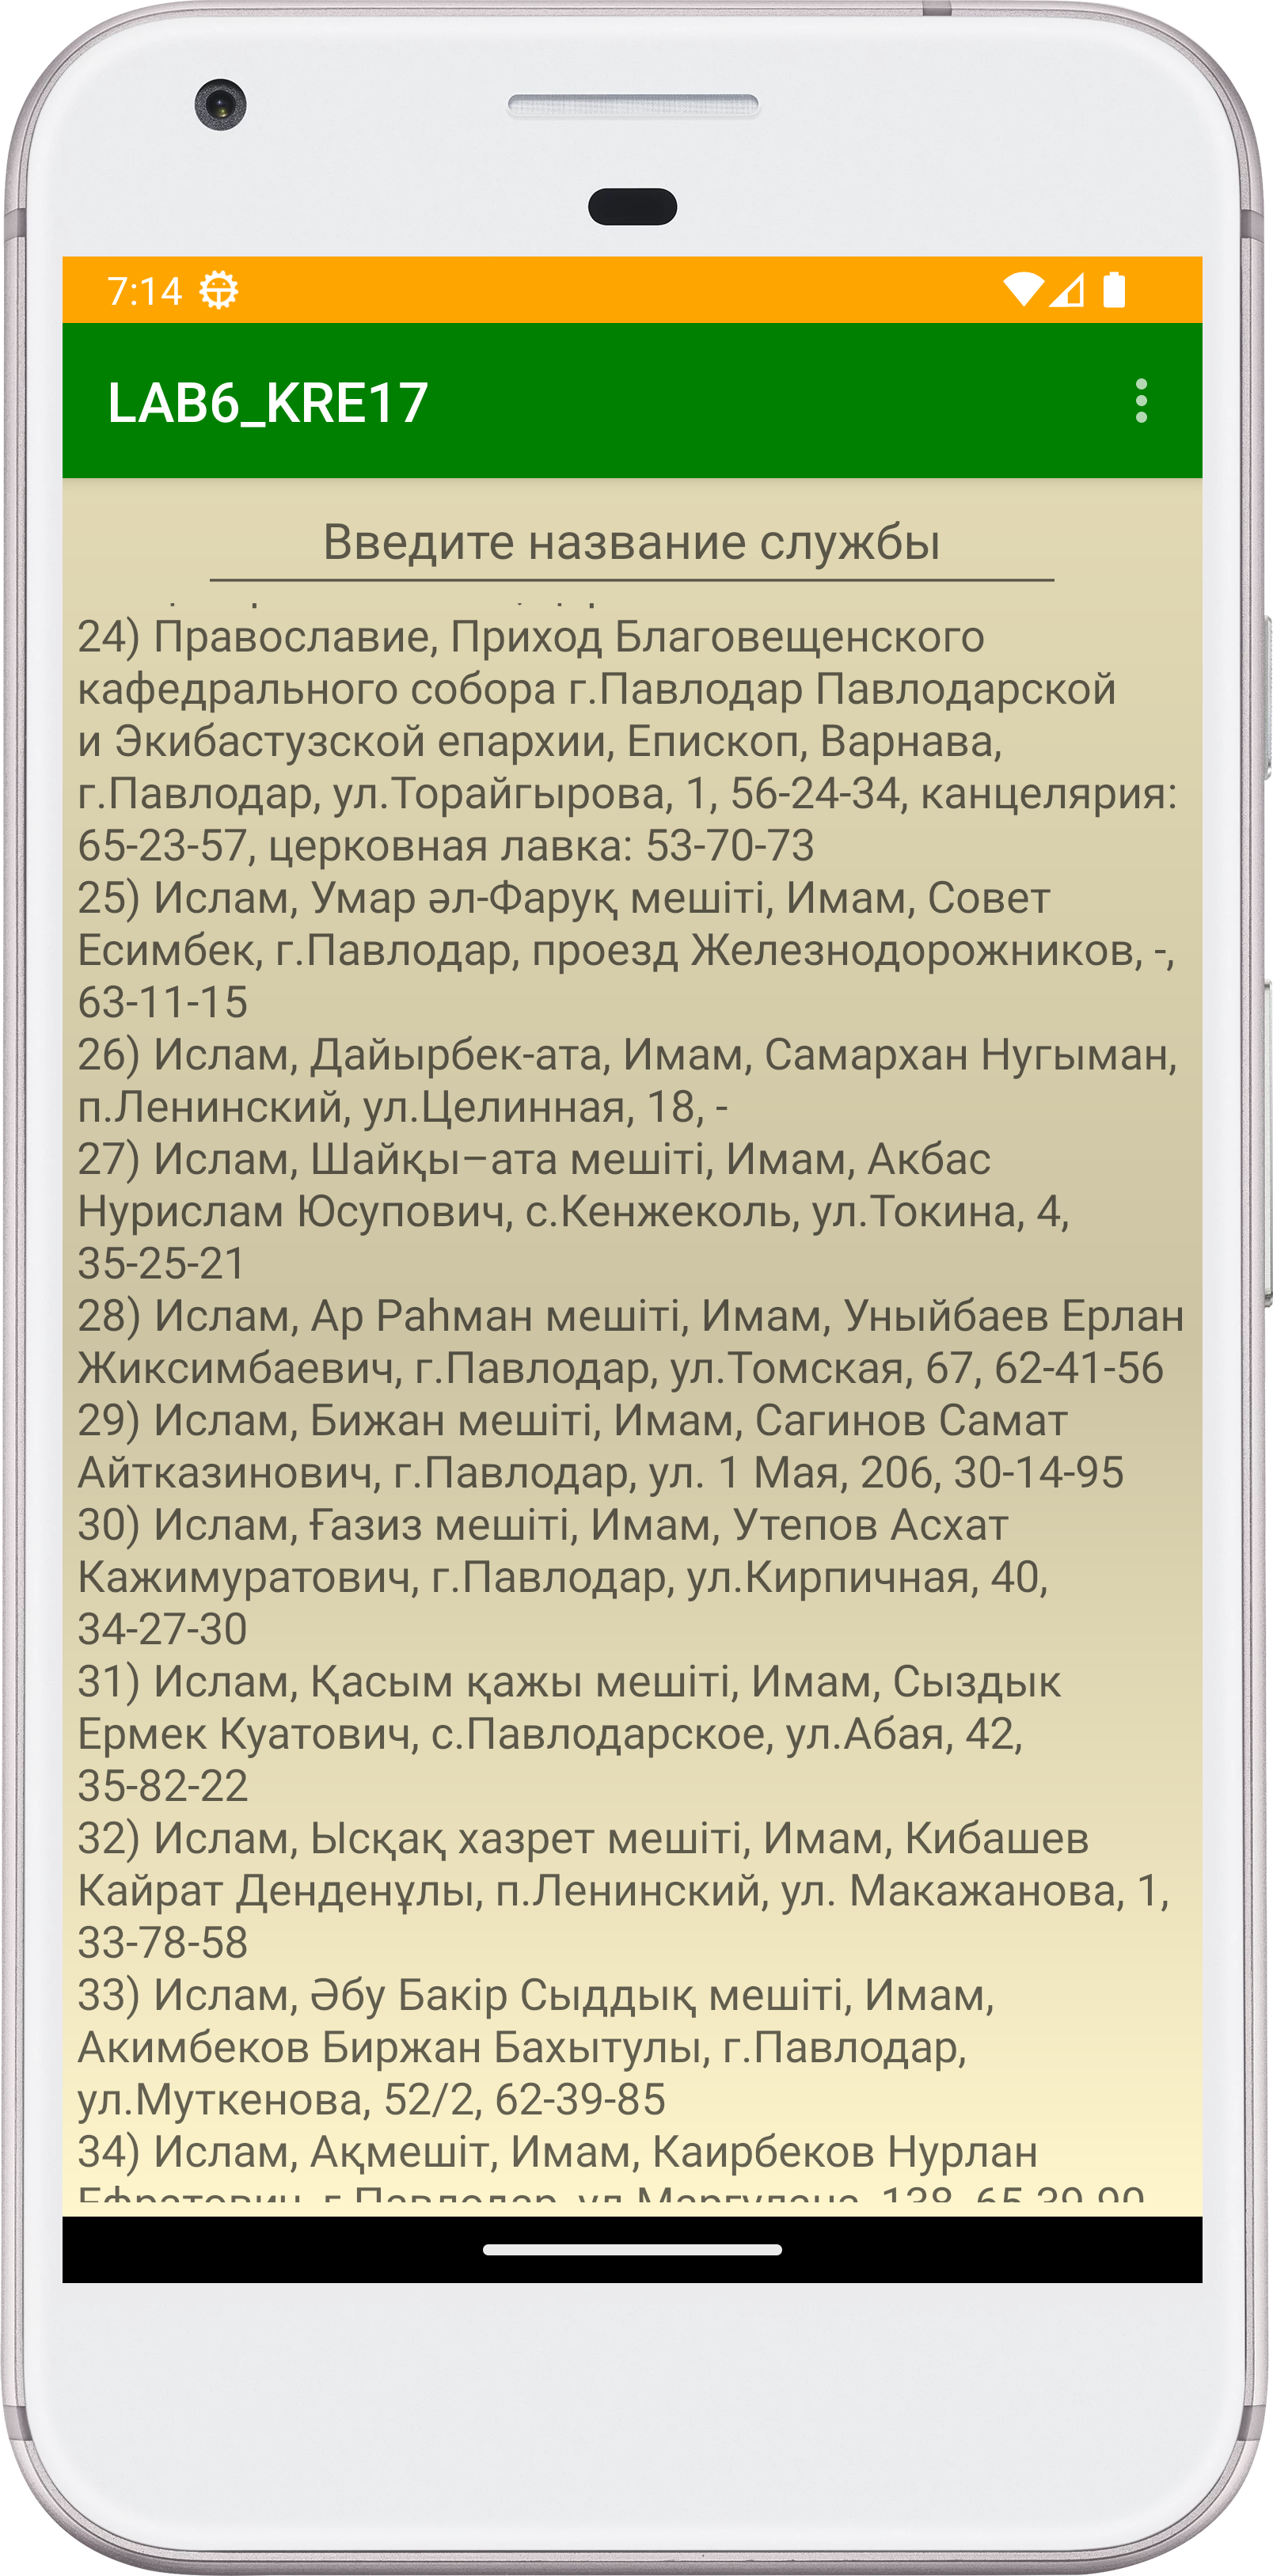 7:14
LAB6_KRE17
Введите название службы
24) Православие, Приход Благовещенского
кафедрального собора г.Павлодар Павлодарской
и Экибастузской епархии, Епископ, Варнава,
г.Павлодар, ул.Торайгырова, 1, 56-24-34, канцелярия:
65-23-57, церковная лавка: 53-70-73
25) Ислам, Умар әл-Фаруқ мешіті, Имам, Совет
Есимбек, г.Павлодар, проезд Железнодорожников, -,
63-11-15
26) Ислам, Дайырбек-ата, Имам, Самархан Нугыман,
п.Ленинский, ул.Целинная, 18, -
27) Ислам, Шайқы–ата мешіті, Имам, Акбас
Нурислам Юсупович, с.Кенжеколь, ул.Токина, 4,
35-25-21
28) Ислам, Ар Раһман мешіті, Имам, Уныйбаев Ерлан
Жиксимбаевич, г.Павлодар, ул.Томская, 67, 62-41-56
29) Ислам, Бижан мешіті, Имам, Сагинов Самат
Айтказинович, г.Павлодар, ул. 1 Мая, 206, 30-14-95
30) Ислам, Ғазиз мешіті, Имам, Утепов Асхат
Кажимуратович, г.Павлодар, ул.Кирпичная, 40,
34-27-30
31) Ислам, Қасым қажы мешіті, Имам, Сыздык
Ермек Куатович, с.Павлодарское, ул.Абая, 42,
35-82-22
32) Ислам, Ысқақ хазрет мешіті, Имам, Кибашев
Кайрат Денденұлы, п.Ленинский, ул. Макажанова, 1,
33-78-58
33) Ислам, Әбу Бакір Сыддық мешіті, Имам,
Акимбеков Биржан Бахытулы, г.Павлодар,
ул.Муткенова, 52/2, 62-39-85
34) Ислам, Ақмешіт, Имам, Каирбеков Нурлан
г.Павлодар, ул.Маргулана, 138, 65-39-90